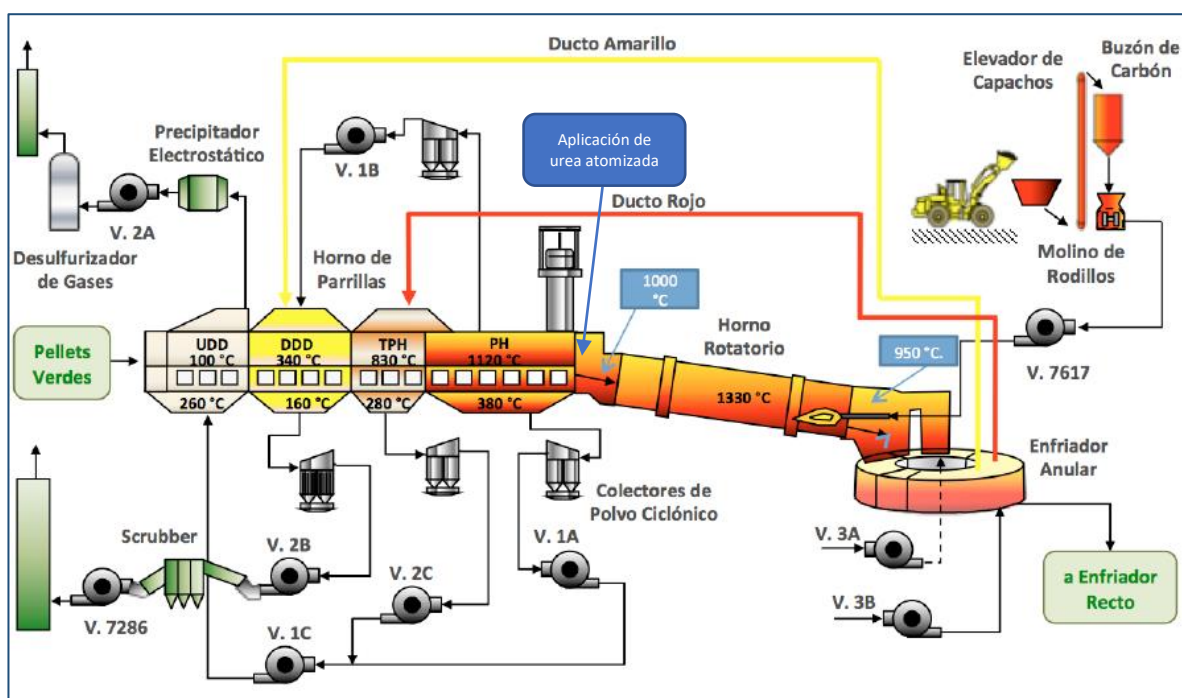 Ducto Amarillo
Elevador de
Capachos
Buzón de
Carbón
Precipitador
Electrostático
V. 1B
Aplicación de
urea atomizada
Ducto Rojo
V. 2A
Desulfurizador
de Gases
Horno de
Parrillas
Molino de
Rodillos
1000
°C
Horno
Rotatorio
950 °C.
V. 7617
Pellets
Verdes
UDD
100 °C
DDD
340 °C
TPH
830 °C
PH
1120 °C
260 °C
160 °C
280 °C
380 °C
1330 °C
Enfriador
Anular
Colectores de
Polvo Ciclónico
Scrubber
V. 2B
V. 1A
V. 2C
V. 3A
V. 3B
V. 7286
V. 1C
a Enfriador
Recto